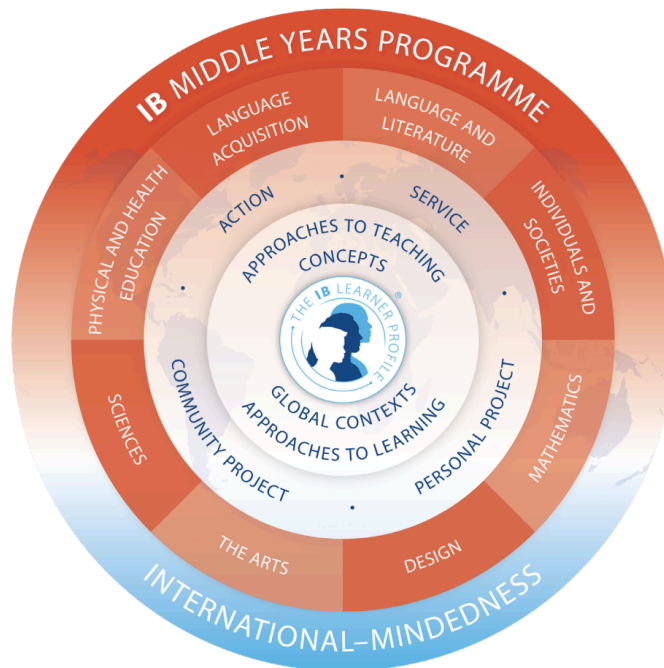 IB MIDDLE YEARS PROGRAMME
LANGUAGE
ACQUISITION
LANGUAGE AND
LITERATURE
PHYSICAL AND HEALTH
EDUCATION
INDIVIDUALS AND
SOCIETIES
ACTION
SERVICE
APPROACHES TO TEACHING
CONCEPTS
THE IB LEARNER PROFILE ®
GLOBAL CONTEXTS
APPROACHES TO LEARNING
COMMUNITY PROJECT
PERSONAL PROJECT
SCIENCES
MATHEMATICS
THE ARTS
DESIGN
INTERNATIONAL–MINDEDNESS